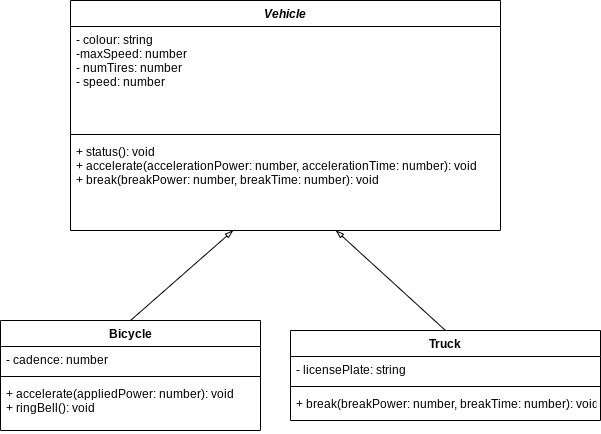 Vehicle
- colour: string
-maxSpeed: number
- numTires: number
- speed: number
+ status(): void
+ accelerate(accelerationPower: number, accelerationTime: number): void
+ break(breakPower: number, breakTime: number): void
Bicycle
- cadence: number
+ accelerate(appliedPower: number): void
+ ringBell(): void
Truck
- licensePlate: string
+ break(breakPower: number, breakTime: number): void